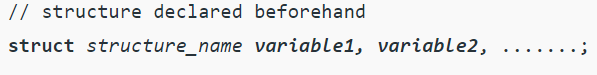 // structure declared beforehand
struct structure_name variable1, variable2, .......;